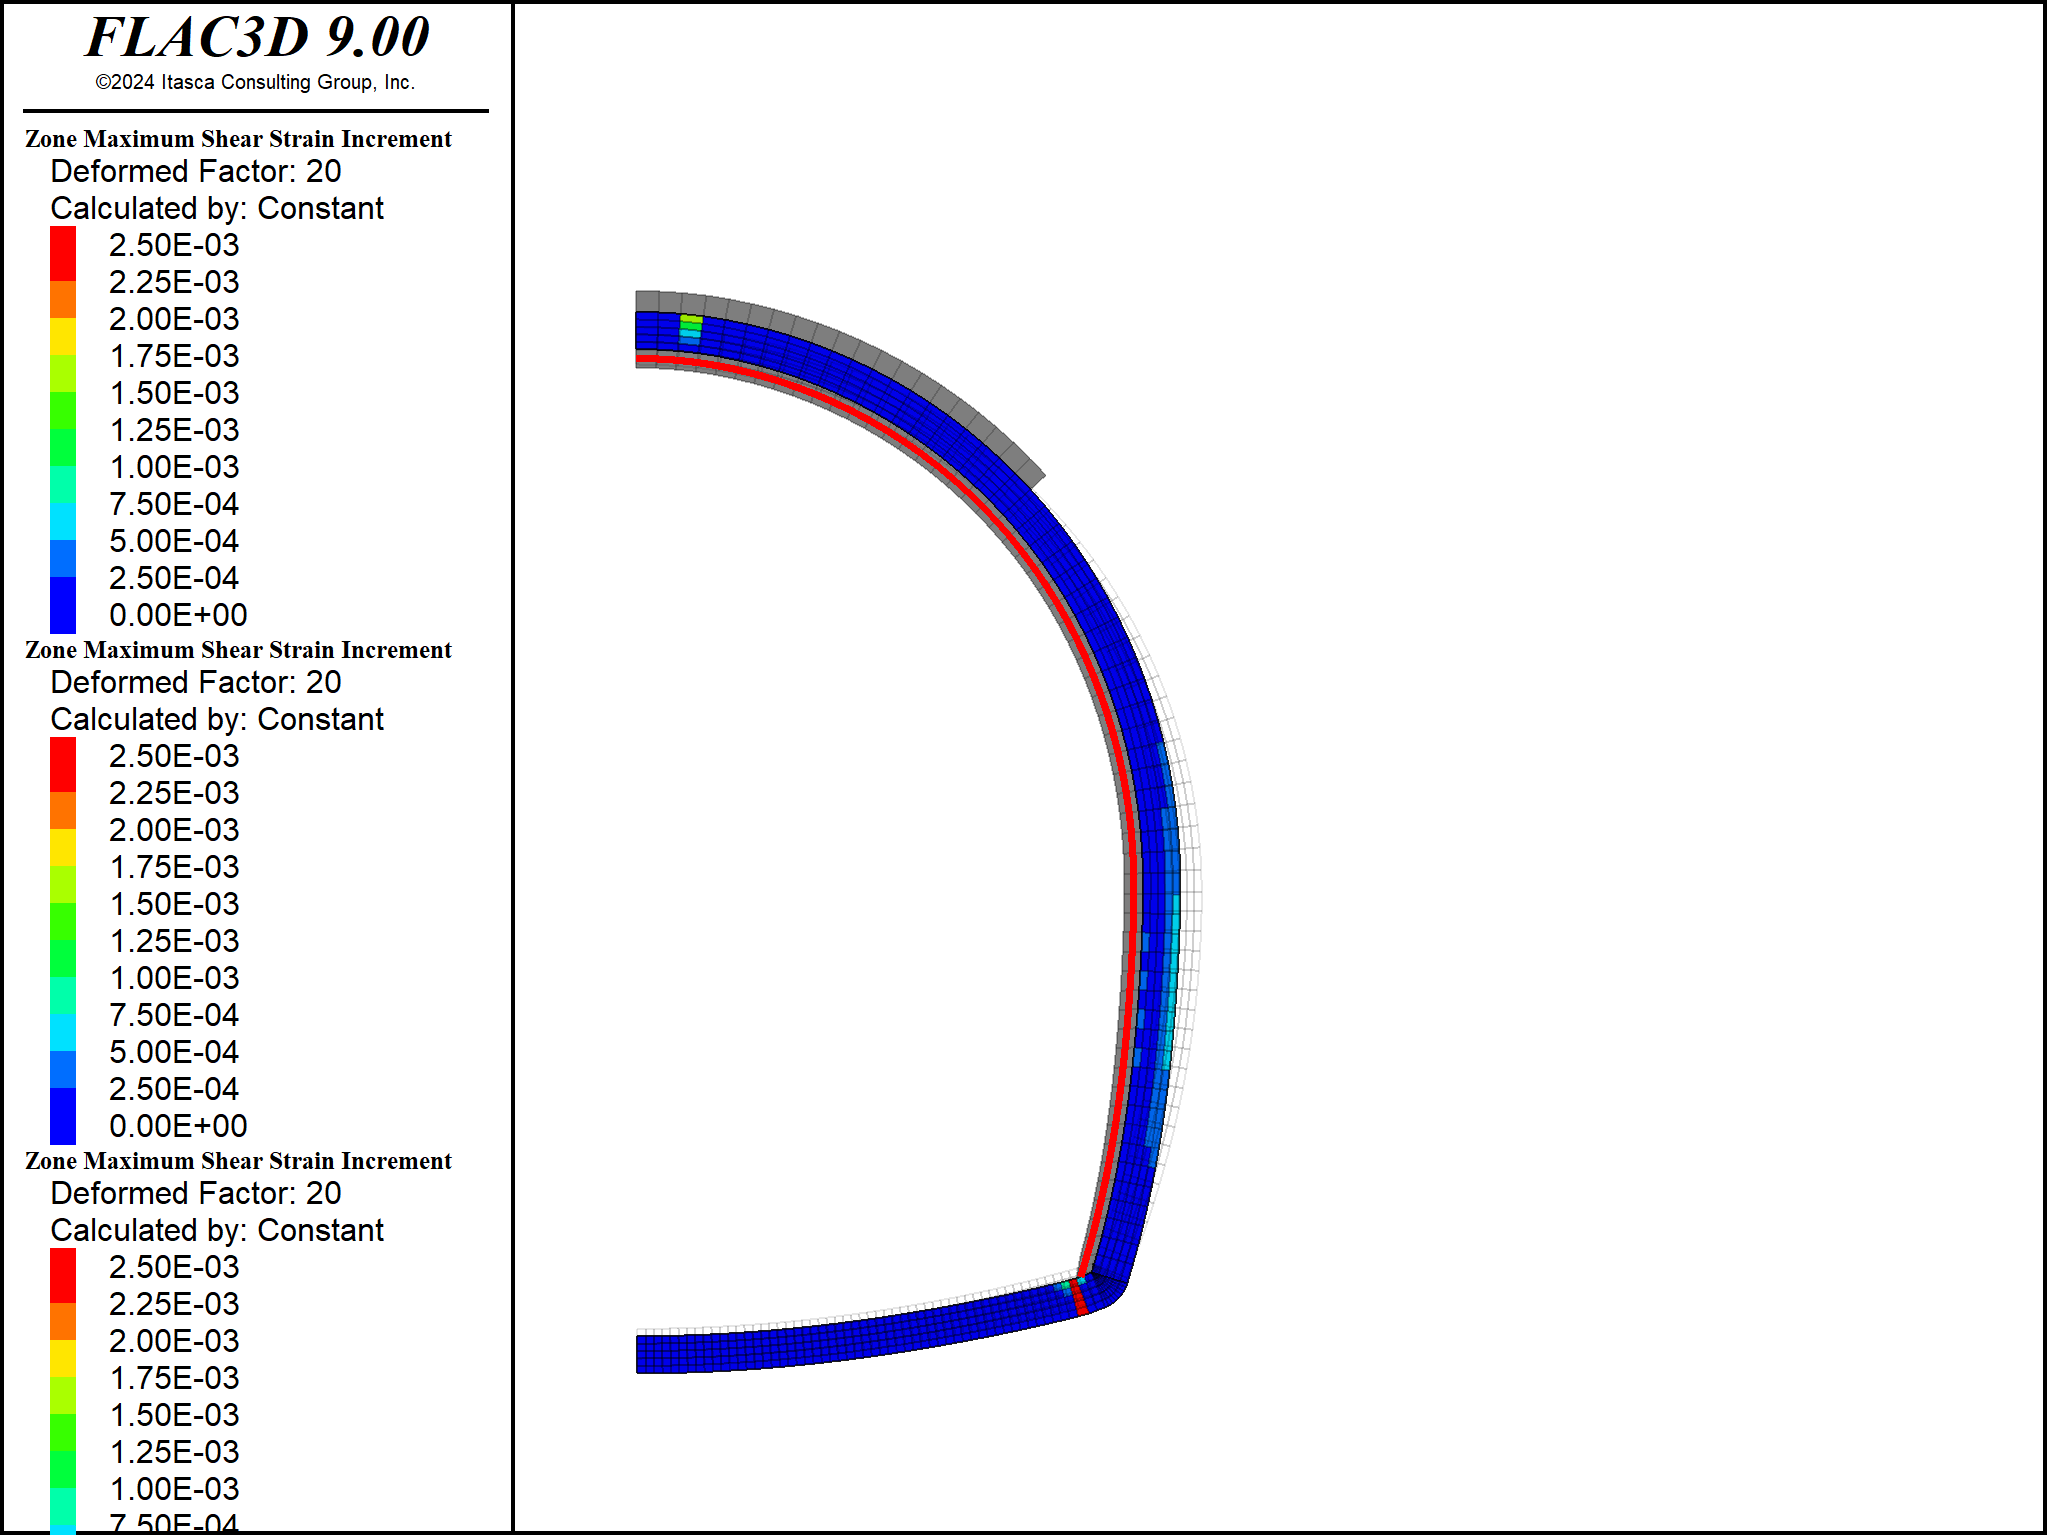 FLAC3D 9.00
©2024 Itasca Consulting Group, Inc.
Zone Maximum Shear Strain Increment
Deformed Factor: 20
Calculated by: Constant
2.50E-03
2.25E-03
2.00E-03
1.75E-03
1.50E-03
1.25E-03
1.00E-03
7.50E-04
5.00E-04
2.50E-04
0.00E+00
Zone Maximum Shear Strain Increment
Deformed Factor: 20
Calculated by: Constant
2.50E-03
2.25E-03
2.00E-03
1.75E-03
1.50E-03
1.25E-03
1.00E-03
7.50E-04
5.00E-04
2.50E-04
0.00E+00
Zone Maximum Shear Strain Increment
Deformed Factor: 20
Calculated by: Constant
2.50E-03
2.25E-03
2.00E-03
1.75E-03
1.50E-03
1.25E-03
1.00E-03
7.50E-04